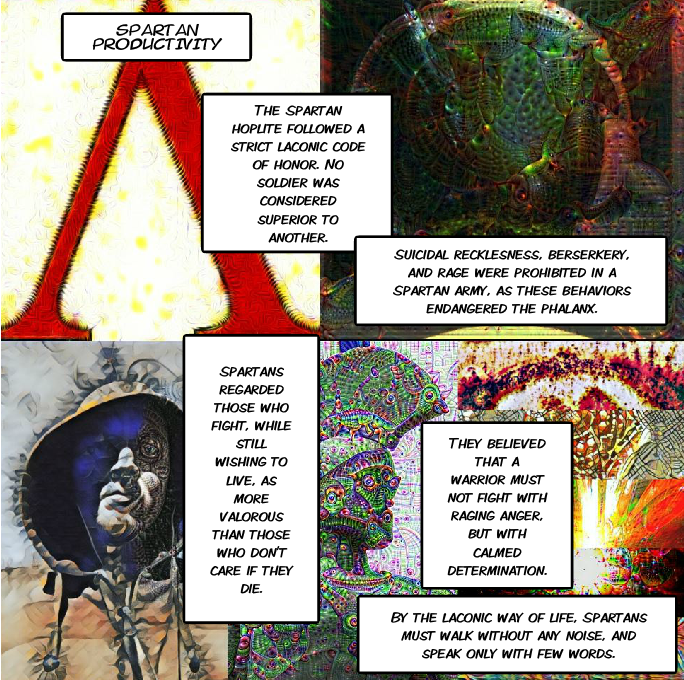 SPARTAN
PRODUCTIVITY
THE SPARTAN
HOPLITE FOLLOWED A
STRICT LACONIC CODE
OF HONOR. NO
SOLDIER WAS
CONSIDERED
SUPERIOR TO
ANOTHER.
SUICIDAL RECKLESNESS, BERSERKERY,
AND RAGE WERE PROHIBITED IN A
SPARTAN ARMY, AS THESE BEHAVIORS
ENDANGERED THE PHALANX.
SPARTANS
REGARDED
THOSE WHO
FIGHT, WHILE
STILL
WISHING TO
LIVE, AS
MORE
VALOROUS
THAN THOSE
WHO DON'T
CARE IF THEY
DIE.
THEY BELIEVED
THAT A
WARRIOR MUST
NOT FIGHT WITH
RAGING ANGER,
BUT WITH
CALMED
DETERMINATION.
BY THE LACONIC WAY OF LIFE, SPARTANS
MUST WALK WITHOUT ANY NOISE, AND
SPEAK ONLY WITH FEW WORDS.